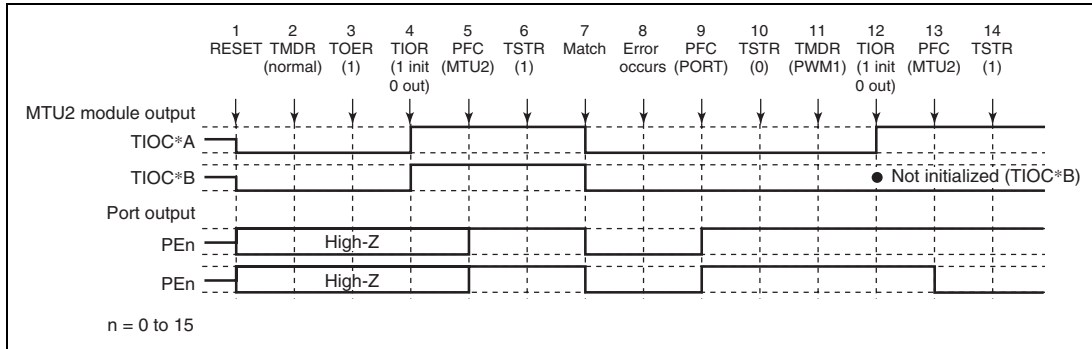 1 2 3 4 5 6 7 8 9 10 11 12 13 14
RESET TMDR TOER TIOR PFC TSTR Match Error PFC TSTR TMDR TIOR PFC TSTR
(normal) (1) (1 init (MTU2) (1) occurs (PORT) (0) (PWM1) (1 init (MTU2) (1)
0 out) 0 out)
MTU2 module output
TIOC*A
TIOC*B ● Not initialized (TIOC*B)
Port output
PEn High-Z
PEn High-Z
n = 0 to 15